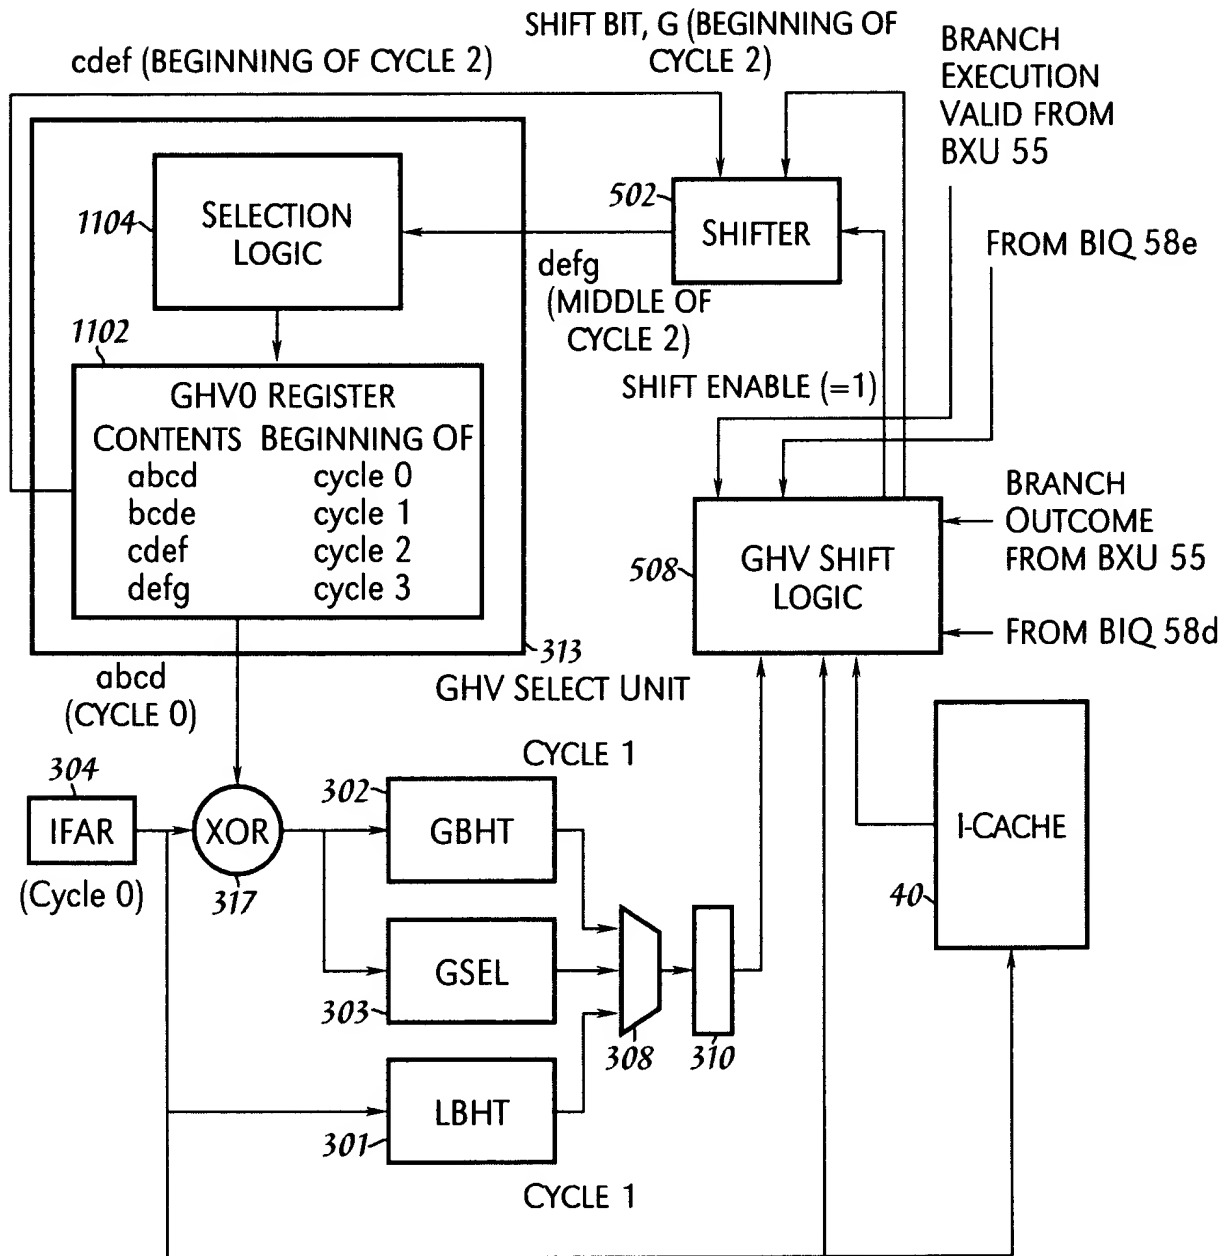 cdef (BEGINNING OF CYCLE 2)
SHIFT BIT, G (BEGINNING OF
CYCLE 2)
BRANCH
EXECUTION
VALID FROM
BXU 55
1104
SELECTION
LOGIC
502
SHIFTER
FROM BIQ 58e
defg
(MIDDLE OF
CYCLE 2)
1102
GHV0 REGISTER
CONTENTS BEGINNING OF
abcd cycle 0
bcde cycle 1
cdef cycle 2
defg cycle 3
SHIFT ENABLE (=1)
508
GHV SHIFT
LOGIC
BRANCH
OUTCOME
FROM BXU 55
FROM BIQ 58d
313
GHV SELECT UNIT
abcd
(CYCLE 0)
CYCLE 1
304
IFAR
(Cycle 0)
XOR
317
302
GBHT
GSEL
303
308
310
I-CACHE
40
LBHT
301
CYCLE 1